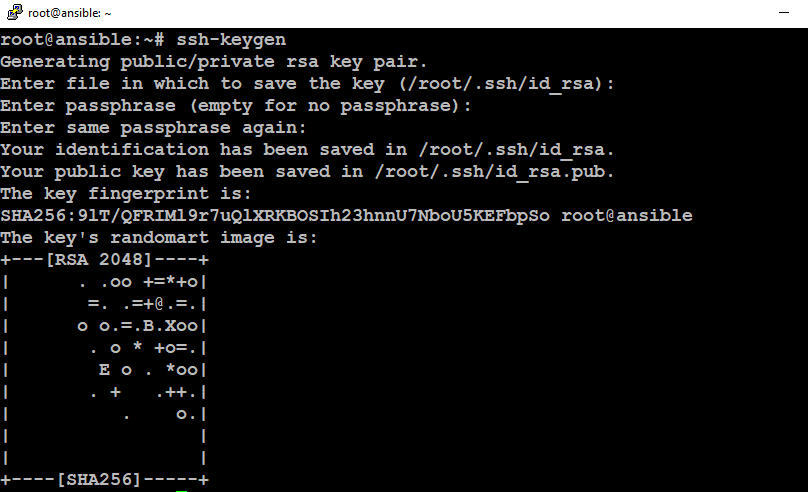 root@ansible: ~
root@ansible:~# ssh-keygen
Generating public/private rsa key pair.
Enter file in which to save the key (/root/.ssh/id_rsa):
Enter passphrase (empty for no passphrase):
Enter same passphrase again:
Your identification has been saved in /root/.ssh/id_rsa.
Your public key has been saved in /root/.ssh/id_rsa.pub.
The key fingerprint is:
SHA256:9lT/QFRIMl9r7uQlXRKBOSIh23hnnU7NboU5KEFbpSo root@ansible
The key's randomart image is:
+---[RSA 2048]----+
|      . .oo +=*+o|
|       =. .=+@.=.|
|      o o.=.B.Xoo|
|       . o * +o=.|
|        E o . *oo|
|       . +   .++.|
|          .    o.|
|                 |
|                 |
+----[SHA256]-----+